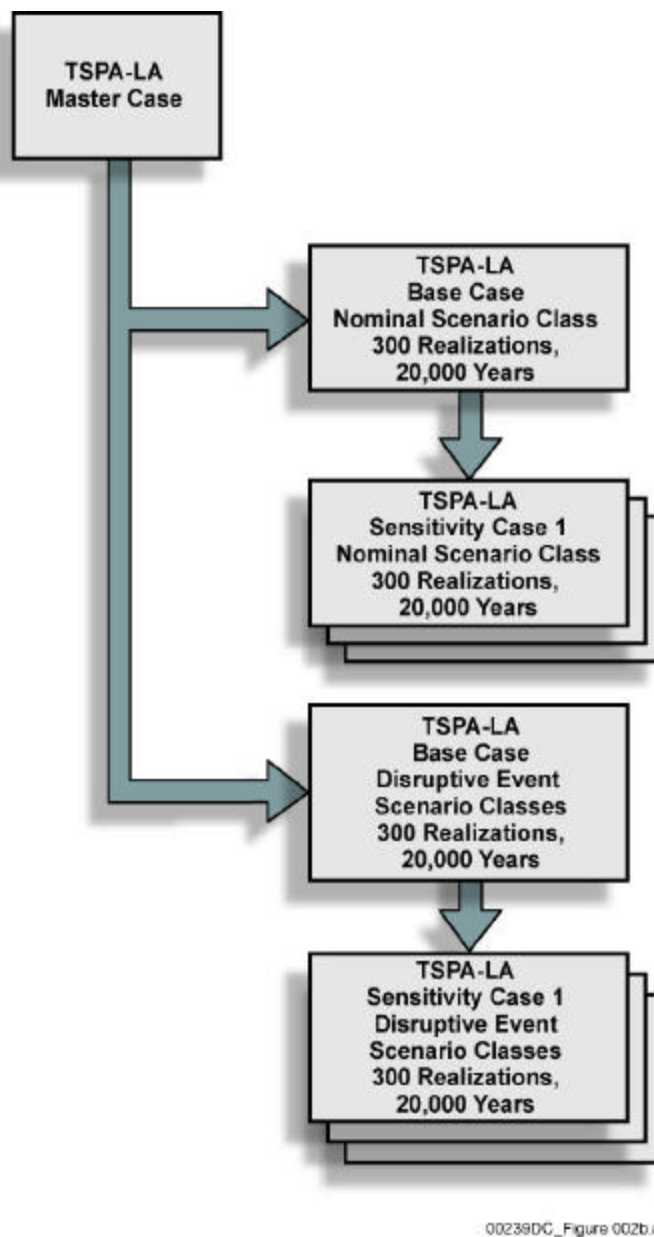 TSPA-LA
Master Case
TSPA-LA
Base Case
Nominal Scenario Class
300 Realizations,
20,000 Years
TSPA-LA
Sensitivity Case 1
Nominal Scenario Class
300 Realizations,
20,000 Years
TSPA-LA
Base Case
Disruptive Event
Scenario Classes
300 Realizations,
20,000 Years
TSPA-LA
Sensitivity Case 1
Disruptive Event
Scenario Classes
300 Realizations,
20,000 Years
00239DC_Figure 002b